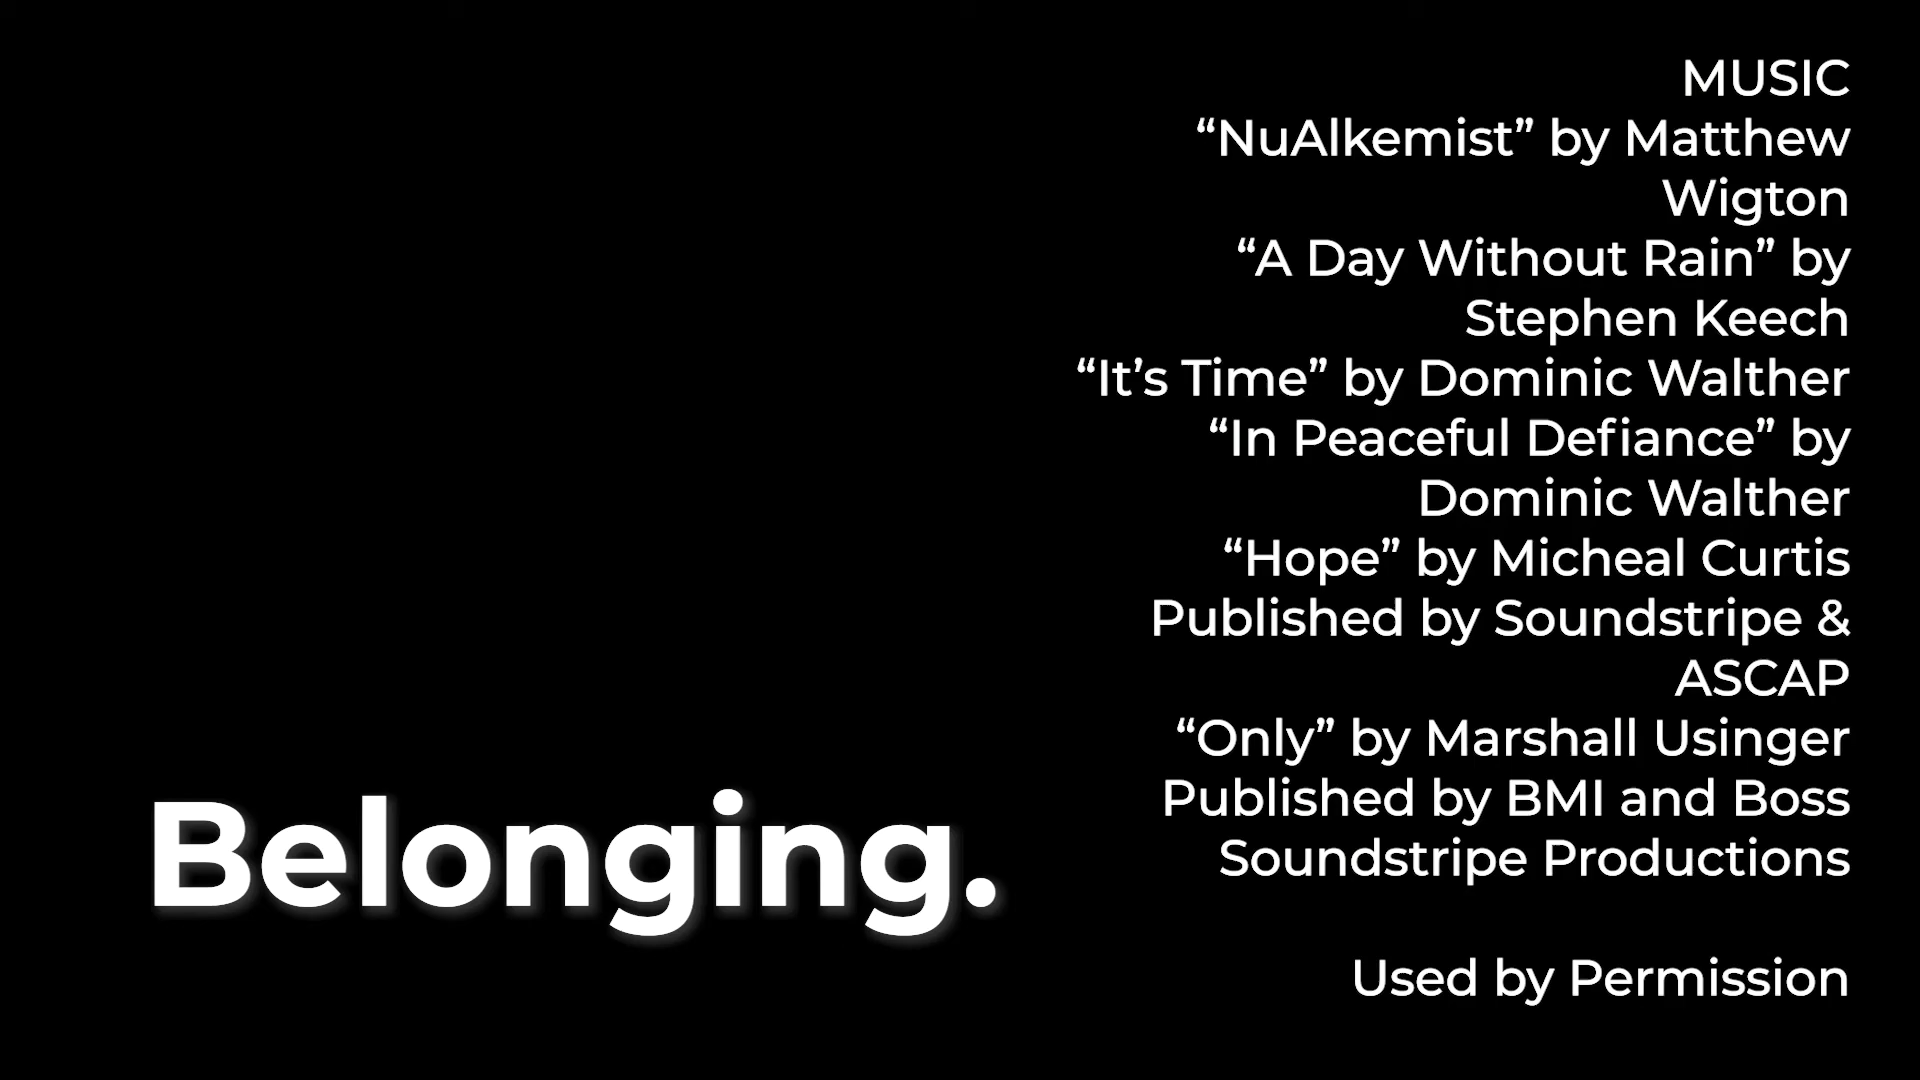 MUSIC
“NuAlkemist” by Matthew
Wigton
“A Day Without Rain” by
Stephen Keech
“It’s Time” by Dominic Walther
“In Peaceful Defiance” by
Dominic Walther
“Hope” by Micheal Curtis
Published by Soundstripe &
ASCAP
“Only” by Marshall Usinger
Published by BMI and Boss
Soundstripe Productions
Used by Permission
Belonging.